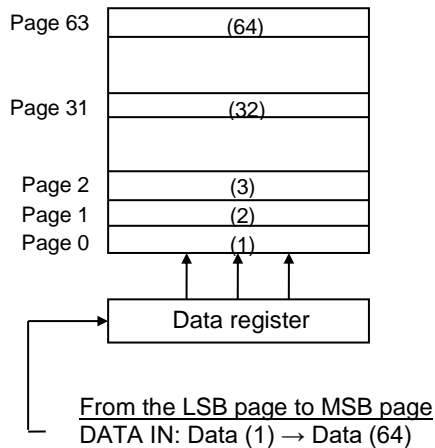 Page 63 (64)
Page 31 (32)
Page 2 (3)
Page 1 (2)
Page 0 (1)
Data register
From the LSB page to MSB page
DATA IN: Data (1) → Data (64)